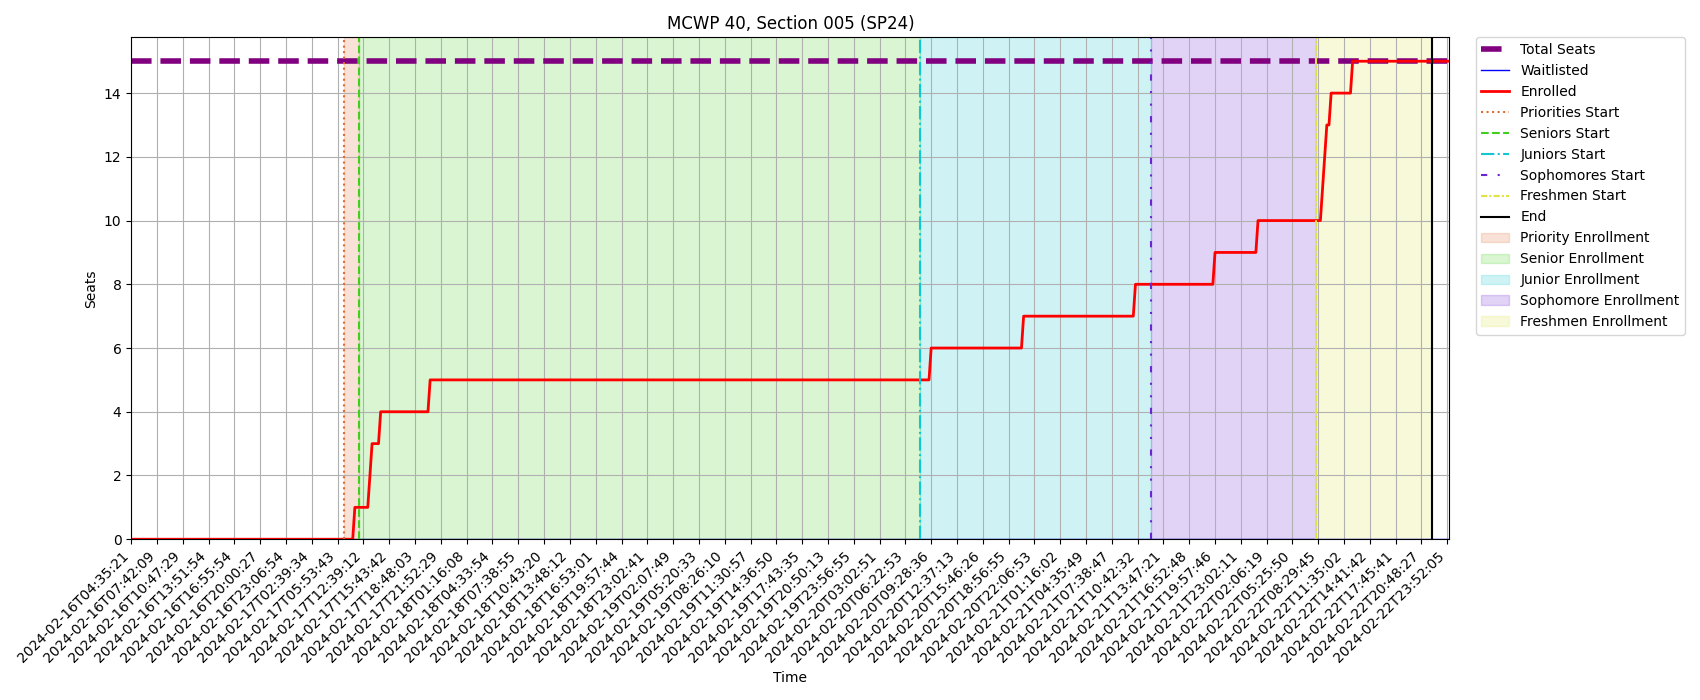 MCWP 40, Section 005 (SP24)
Total Seats
Waitlisted
Enrolled
Priorities Start
Seniors Start
Juniors Start
Sophomores Start
Freshmen Start
End
Priority Enrollment
Senior Enrollment
Junior Enrollment
Sophomore Enrollment
Freshmen Enrollment
Seats
14
12
10
8
6
4
2
0
2024-02-16T04:35:21
2024-02-16T07:42:09
2024-02-16T10:47:29
2024-02-16T13:51:54
2024-02-16T16:55:54
2024-02-16T20:00:27
2024-02-16T23:06:54
2024-02-17T02:39:34
2024-02-17T05:53:43
2024-02-17T12:39:12
2024-02-17T15:43:42
2024-02-17T18:48:03
2024-02-17T21:52:29
2024-02-18T01:16:08
2024-02-18T04:33:54
2024-02-18T07:38:55
2024-02-18T10:43:20
2024-02-18T13:48:12
2024-02-18T16:53:01
2024-02-18T19:57:44
2024-02-18T23:02:41
2024-02-19T02:07:49
2024-02-19T05:20:33
2024-02-19T08:26:10
2024-02-19T11:30:57
2024-02-19T14:36:50
2024-02-19T17:43:35
2024-02-19T20:50:13
2024-02-19T23:56:55
2024-02-20T03:02:51
2024-02-20T06:22:53
2024-02-20T09:28:36
2024-02-20T12:37:13
2024-02-20T15:46:26
2024-02-20T18:56:55
2024-02-20T22:06:53
2024-02-21T01:16:02
2024-02-21T04:35:49
2024-02-21T07:38:47
2024-02-21T10:42:32
2024-02-21T13:47:21
2024-02-21T16:52:48
2024-02-21T19:57:46
2024-02-21T23:02:11
2024-02-22T02:06:19
2024-02-22T05:25:50
2024-02-22T08:29:45
2024-02-22T11:35:02
2024-02-22T14:41:42
2024-02-22T17:45:41
2024-02-22T20:48:27
2024-02-22T23:52:05
Time